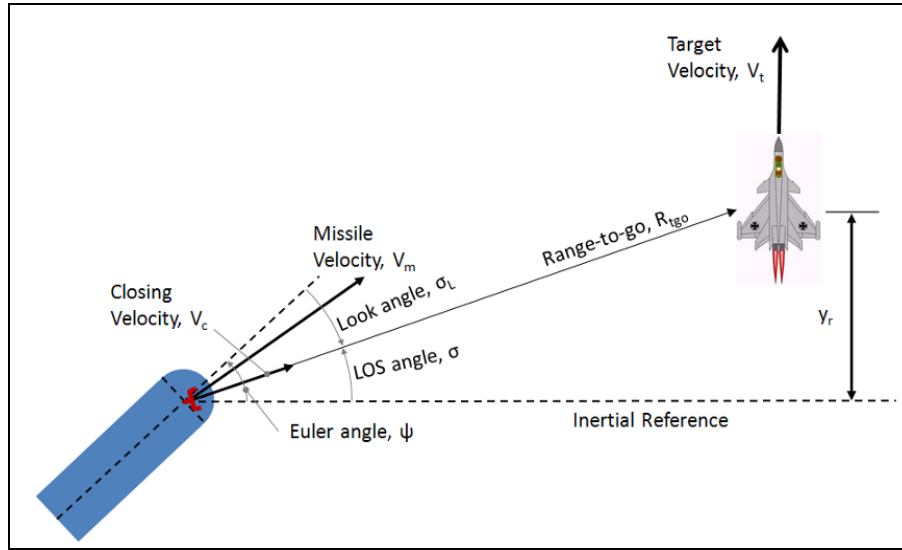 Target
Velocity, Vt
Missile
Velocity, Vm
Range-to-go, Rtgo
Closing
Velocity, Vc
Look angle, σL
LOS angle, σ
yr
Inertial Reference
Euler angle, ψ